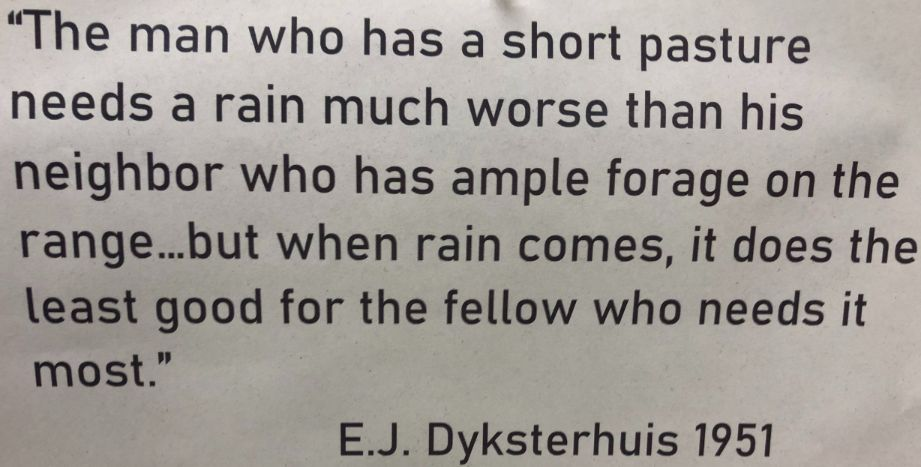 “The man who has a short pasture
needs a rain much worse than his
neighbor who has ample forage on the
range...but when rain comes, it does the
least good for the fellow who needs it
most.”
E.J. Dyksterhuis 1951